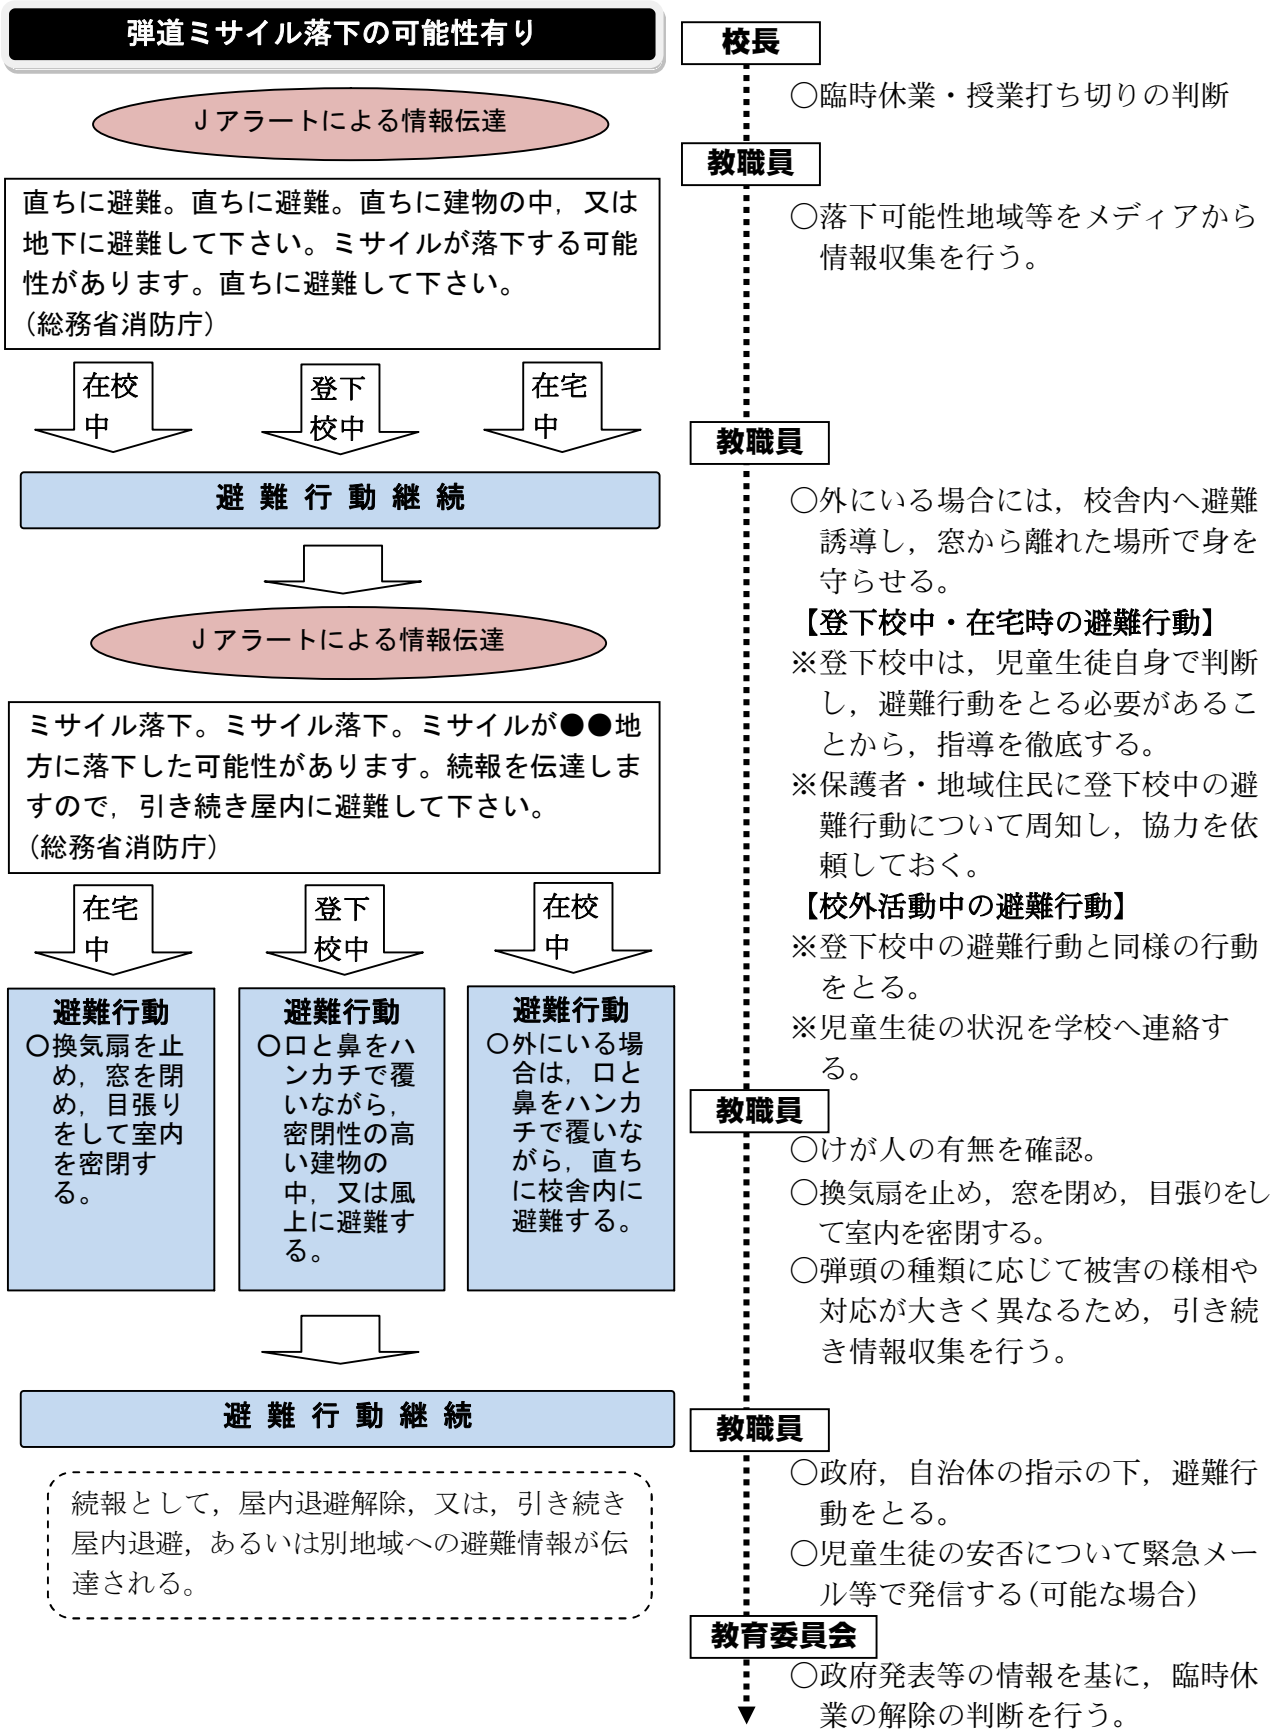 弾道ミサイル落下の可能性有り
Jアラートによる情報伝達
直ちに避難。直ちに避難。直ちに建物の中，又は
地下に避難して下さい。ミサイルが落下する可能
性があります。直ちに避難して下さい。
(総務省消防庁)
在校
中
登下
校中
在宅
中
避難行動継続
Jアラートによる情報伝達
ミサイル落下。ミサイル落下。ミサイルが●●地
方に落下した可能性があります。続報を伝達しま
すので，引き続き屋内に避難して下さい。
(総務省消防庁)
在宅
中
登下
校中
在校
中
避難行動
○換気扇を止
め，窓を閉
め，目張り
をして室内
を密閉す
る。
避難行動
○口と鼻をハ
ンカチで覆
いながら，
密閉性の高
い建物の
中，又は風
上に避難す
る。
避難行動
○外にいる場
合は，口と
鼻をハンカ
チで覆いな
がら，直ち
に校舎内に
避難する。
避難行動継続
続報として，屋内退避解除，又は，引き続き
屋内退避，あるいは別地域への避難情報が伝
達される。
校長
○臨時休業・授業打ち切りの判断
教職員
○落下可能性地域等をメディアから
情報収集を行う。
教職員
○外にいる場合には，校舎内へ避難
誘導し，窓から離れた場所で身を
守らせる。
【登下校中・在宅時の避難行動】
※登下校中は，児童生徒自身で判断
し，避難行動をとる必要があるこ
とから，指導を徹底する。
※保護者・地域住民に登下校中の避
難行動について周知し，協力を依
頼しておく。
【校外活動中の避難行動】
※登下校中の避難行動と同様の行動
をとる。
※児童生徒の状況を学校へ連絡す
る。
教職員
○けが人の有無を確認。
○換気扇を止め，窓を閉め，目張りをし
て室内を密閉する。
○弾頭の種類に応じて被害の様相や
対応が大きく異なるため，引き続
き情報収集を行う。
教職員
○政府，自治体の指示の下，避難行
動をとる。
○児童生徒の安否について緊急メー
ル等で発信する(可能な場合)
教育委員会
○政府発表等の情報を基に，臨時休
業の解除の判断を行う。